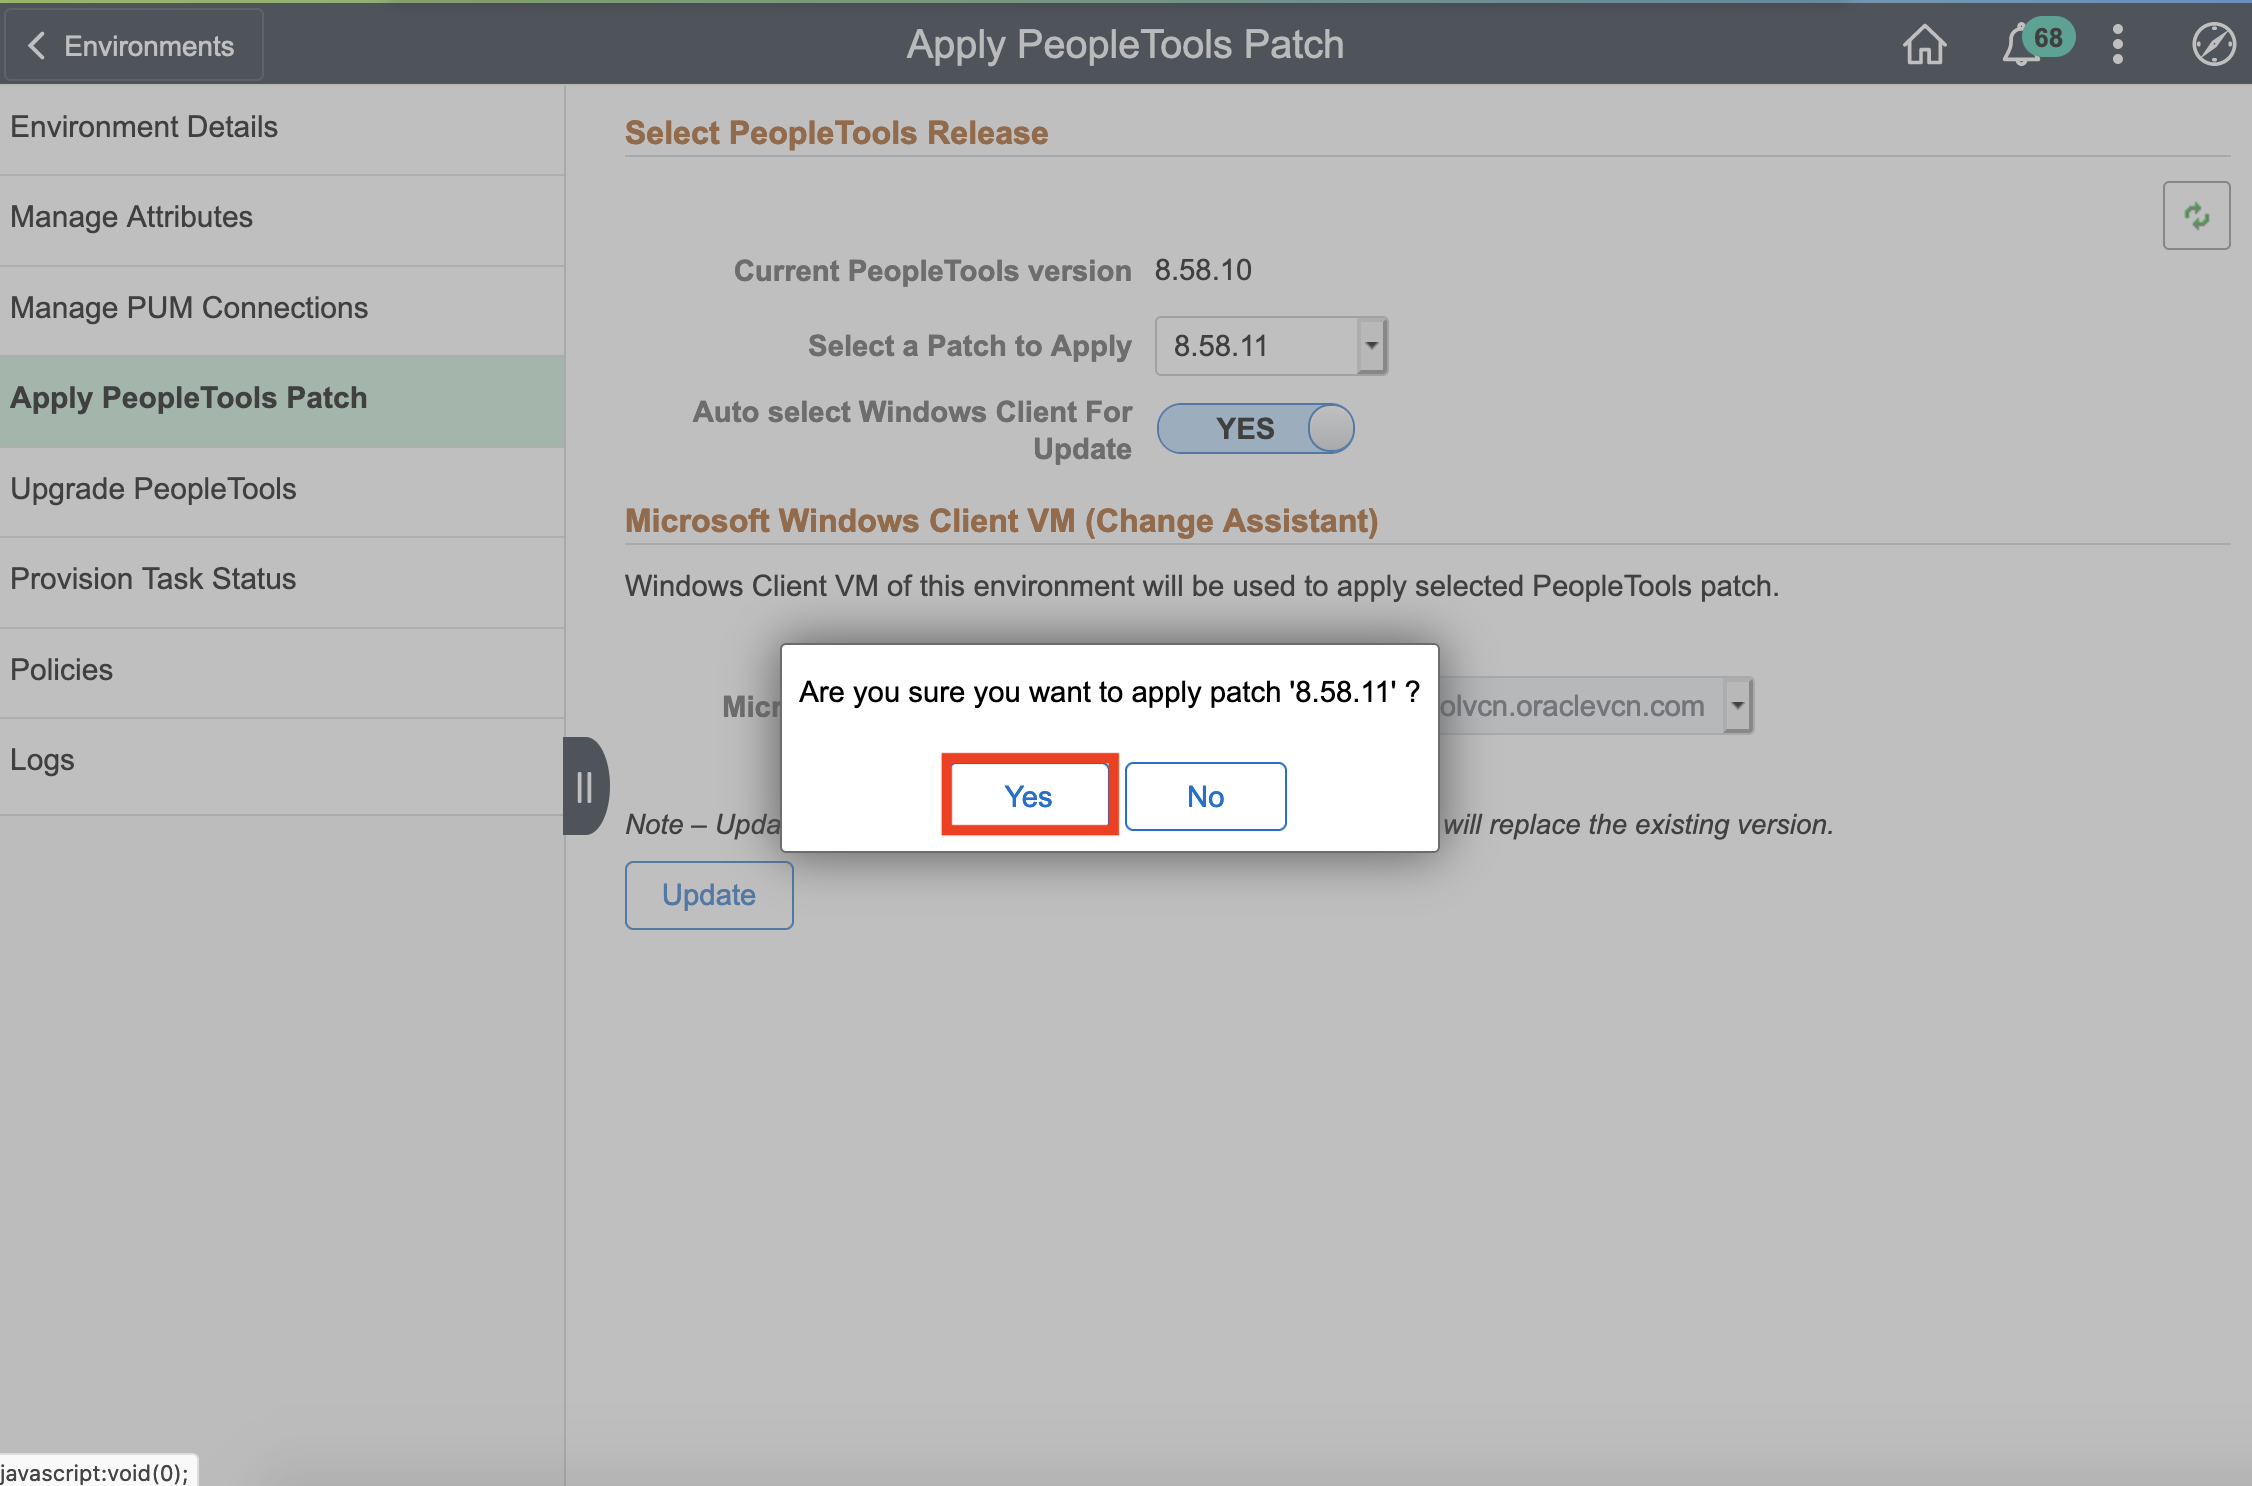 Environments
Apply PeopleTools Patch
68
Environment Details
Manage Attributes
Manage PUM Connections
Apply PeopleTools Patch
Upgrade PeopleTools
Provision Task Status
Policies
Logs
Select PeopleTools Release
Current PeopleTools version 8.58.10
Select a Patch to Apply 8.58.11
Auto select Windows Client For
Update
YES
Microsoft Windows Client VM (Change Assistant)
Windows Client VM of this environment will be used to apply selected PeopleTools patch.
Micr
olvcn.oraclevcn.com
Are you sure you want to apply patch '8.58.11' ?
Yes
No
Note – Upda
will replace the existing version.
Update
javascript:void(0);